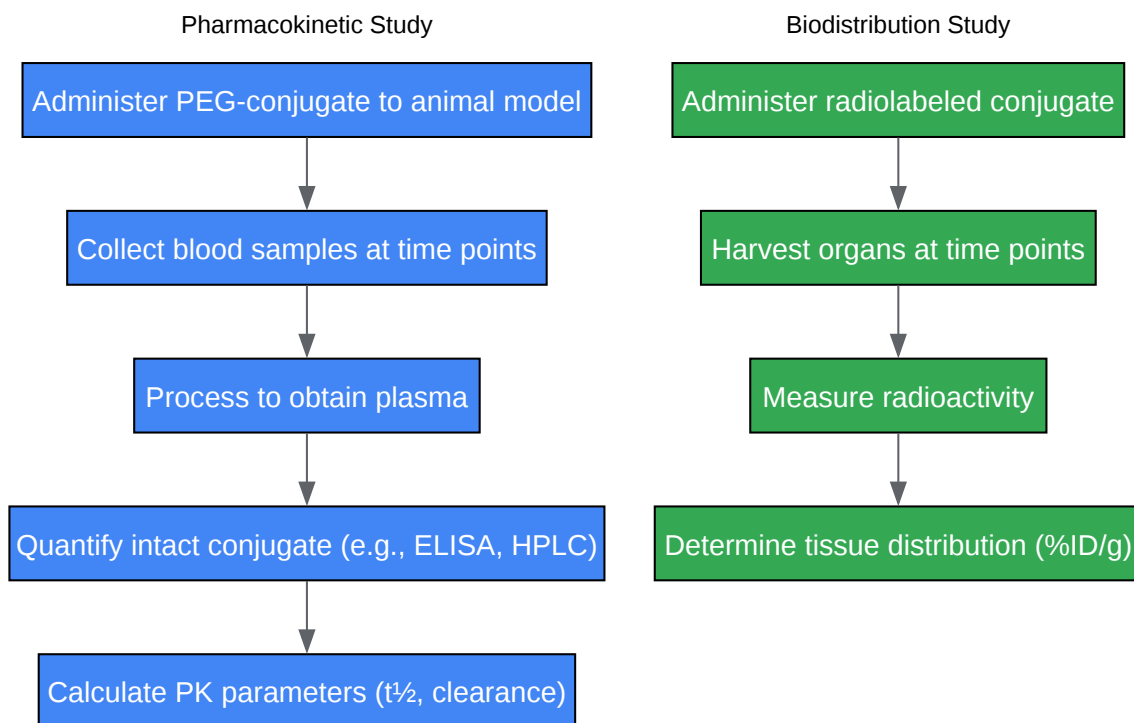 Pharmacokinetic Study
Administer PEG-conjugate to animal model
Collect blood samples at time points
Process to obtain plasma
Quantify intact conjugate (e.g., ELISA, HPLC)
Calculate PK parameters (t½, clearance)
Biodistribution Study
Administer radiolabeled conjugate
Harvest organs at time points
Measure radioactivity
Determine tissue distribution (%ID/g)